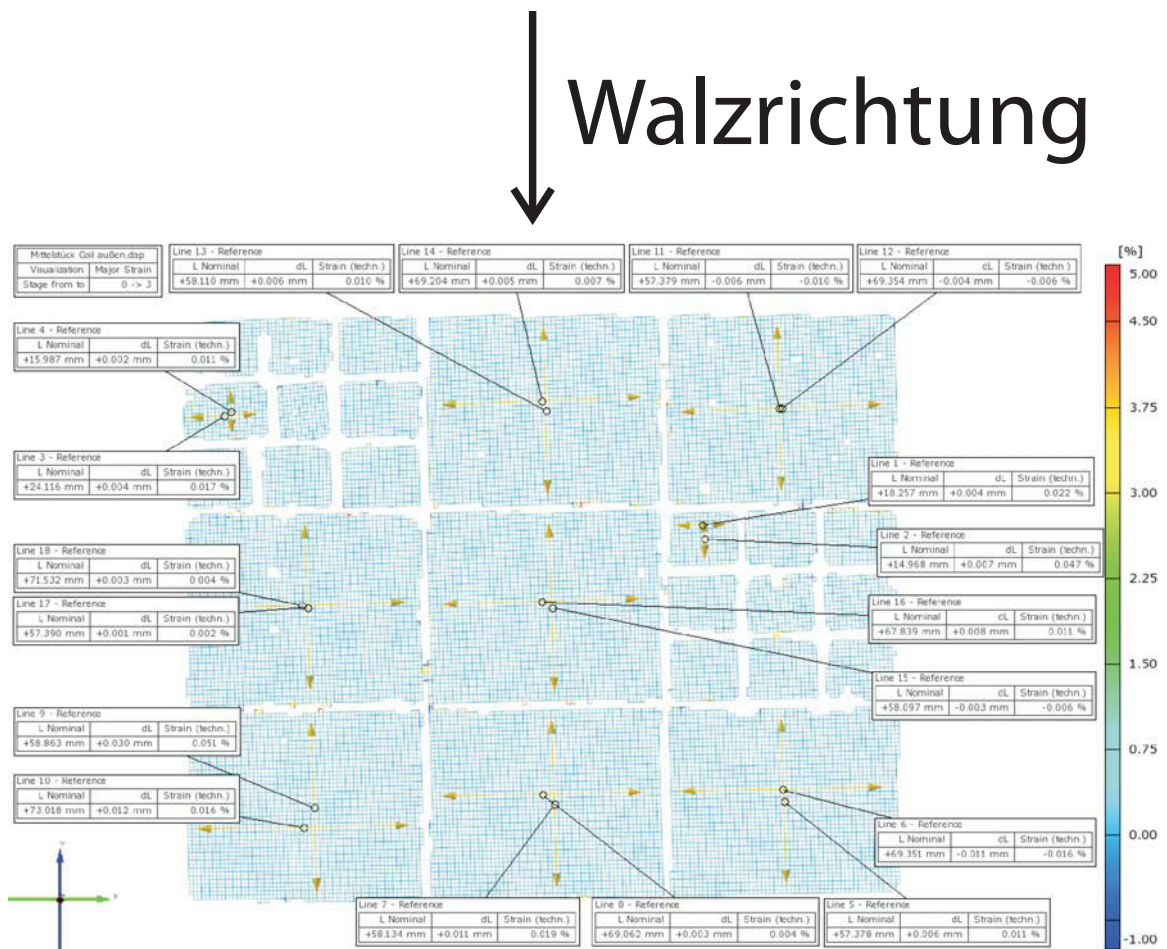 Walzrichtung
Mittelstück Coil außen.dap
Visualization Major Strain
Stage from to 0 -> 3
Line 13 - Reference
L Nominal dL Strain (techn.)
+58.110 mm +0.006 mm 0.010 %
Line 14 - Reference
L Nominal dL Strain (techn.)
+69.204 mm +0.005 mm 0.007 %
Line 11 - Reference
L Nominal dL Strain (techn.)
+57.379 mm -0.006 mm -0.010 %
Line 12 - Reference
L Nominal dL Strain (techn.)
+69.354 mm -0.004 mm -0.006 %
Line 4 - Reference
L Nominal dL Strain (techn.)
+15.987 mm +0.002 mm 0.011 %
Line 3 - Reference
L Nominal dL Strain (techn.)
+24.116 mm +0.004 mm 0.017 %
Line 1 - Reference
L Nominal dL Strain (techn.)
+18.257 mm +0.004 mm 0.022 %
Line 2 - Reference
L Nominal dL Strain (techn.)
+14.968 mm +0.007 mm 0.047 %
Line 18 - Reference
L Nominal dL Strain (techn.)
+71.532 mm +0.003 mm 0.004 %
Line 17 - Reference
L Nominal dL Strain (techn.)
+57.390 mm +0.001 mm 0.002 %
Line 16 - Reference
L Nominal dL Strain (techn.)
+67.839 mm +0.008 mm 0.011 %
Line 15 - Reference
L Nominal dL Strain (techn.)
+58.097 mm -0.003 mm -0.006 %
Line 9 - Reference
L Nominal dL Strain (techn.)
+58.863 mm +0.030 mm 0.051 %
Line 10 - Reference
L Nominal dL Strain (techn.)
+73.018 mm +0.012 mm 0.016 %
Line 6 - Reference
L Nominal dL Strain (techn.)
+69.351 mm -0.011 mm -0.016 %
Line 7 - Reference
L Nominal dL Strain (techn.)
+58.134 mm +0.011 mm 0.019 %
Line 8 - Reference
L Nominal dL Strain (techn.)
+69.062 mm +0.003 mm 0.004 %
Line 5 - Reference
L Nominal dL Strain (techn.)
+57.378 mm +0.006 mm 0.011 %
[%]
5.00
4.50
3.75
3.00
2.25
1.50
0.75
0.00
-1.00